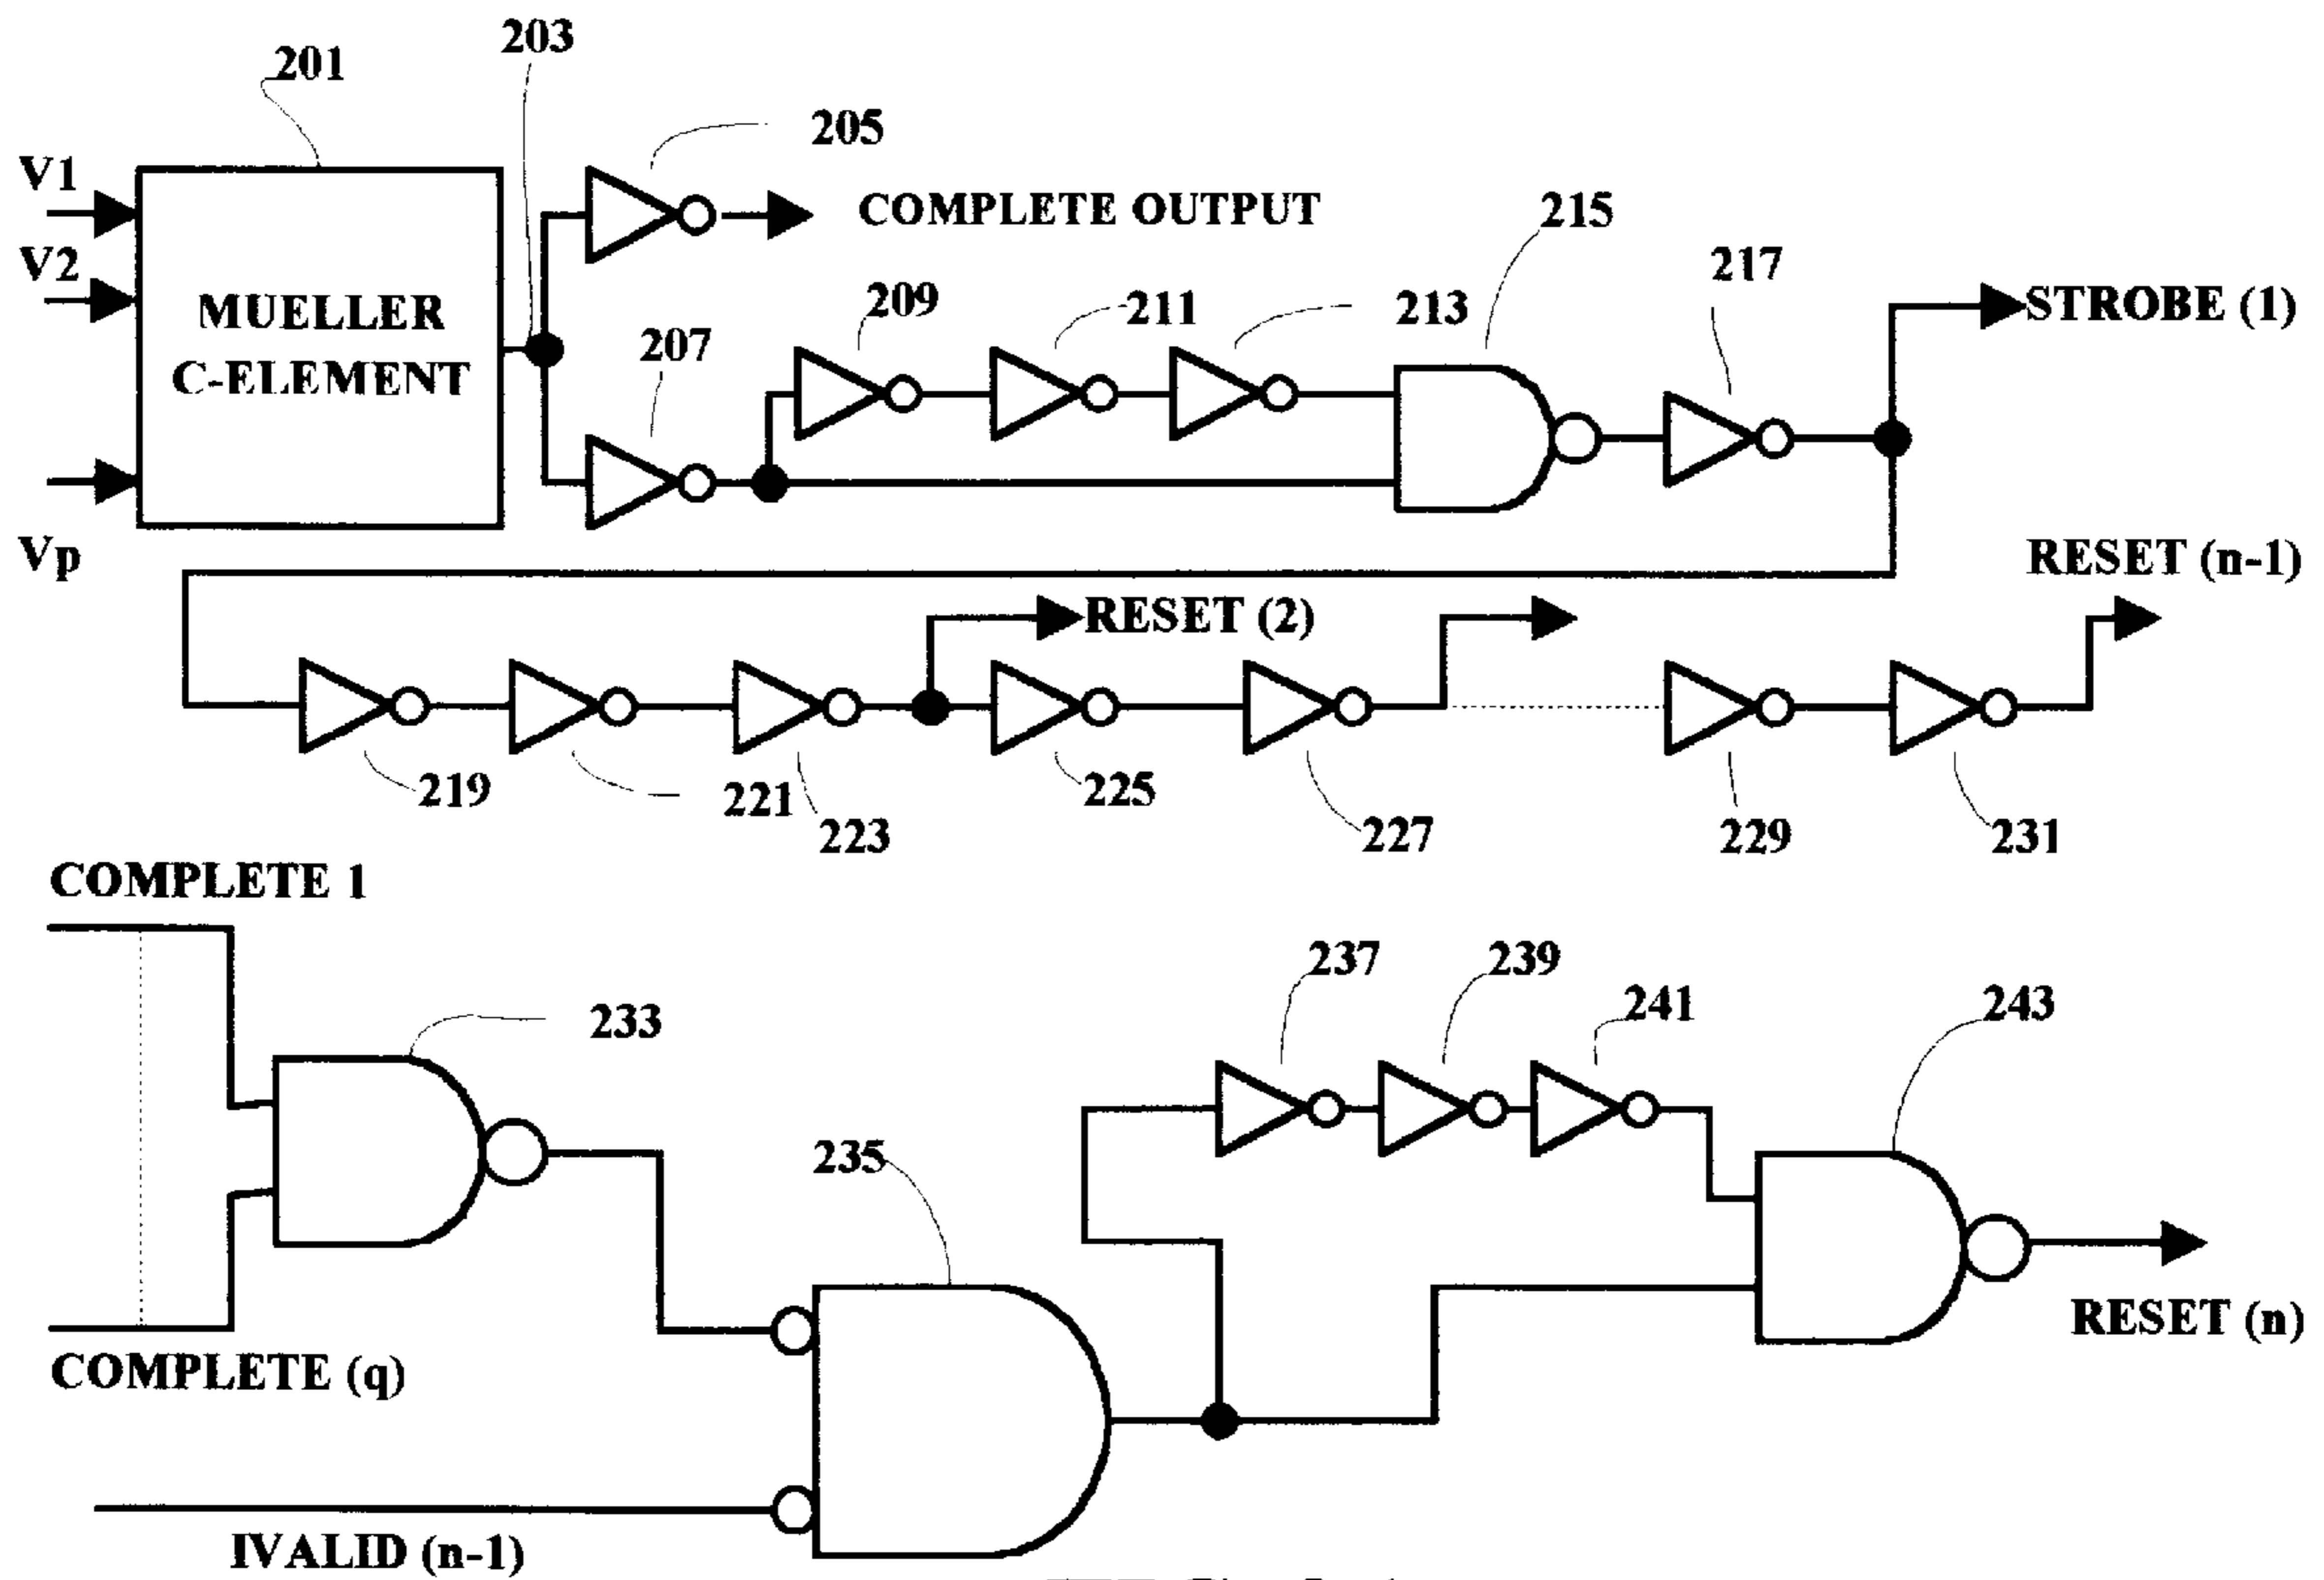 203
201
205
V1
COMPLETE OUTPUT
215
V2
217
209
211
213
STROBE (1)
MUELLER
C-ELEMENT
207
Vp
RESET (n-1)
RESET (2)
219
221
223
225
227
229
231
COMPLETE 1
237
239
241
243
233
235
COMPLETE (q)
RESET (n)
IVALID (n-1)